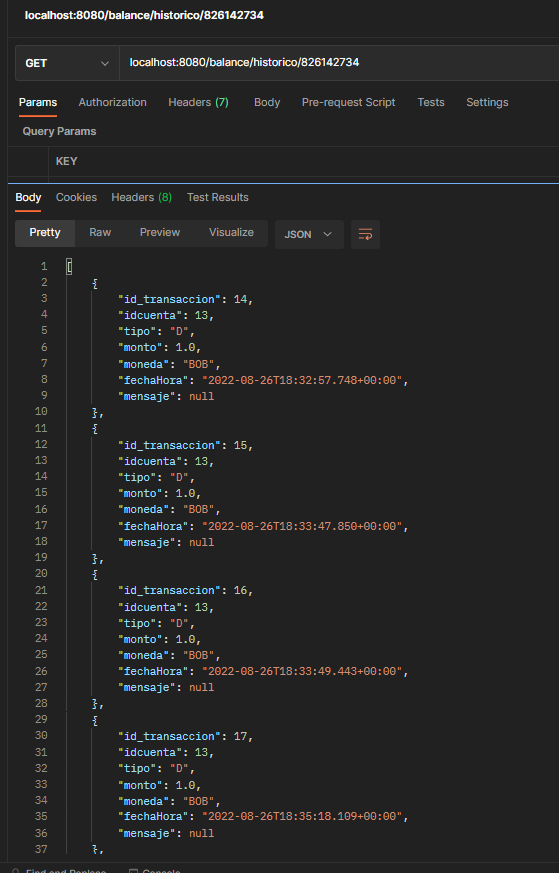 localhost:8080/balance/historico/826142734
GET localhost:8080/balance/historico/826142734
Params Authorization Headers (7) Body Pre-request Script Tests Settings
Query Params
KEY
Body Cookies Headers (8) Test Results
Pretty Raw Preview Visualize JSON
1 [
2 {
3 "id_transaccion": 14,
4 "idcuenta": 13,
5 "tipo": "D",
6 "monto": 1.0,
7 "moneda": "BOB",
8 "fechaHora": "2022-08-26T18:32:57.748+00:00",
9 "mensaje": null
10 },
11 {
12 "id_transaccion": 15,
13 "idcuenta": 13,
14 "tipo": "D",
15 "monto": 1.0,
16 "moneda": "BOB",
17 "fechaHora": "2022-08-26T18:33:47.850+00:00",
18 "mensaje": null
19 },
20 {
21 "id_transaccion": 16,
22 "idcuenta": 13,
23 "tipo": "D",
24 "monto": 1.0,
25 "moneda": "BOB",
26 "fechaHora": "2022-08-26T18:33:49.443+00:00",
27 "mensaje": null
28 },
29 {
30 "id_transaccion": 17,
31 "idcuenta": 13,
32 "tipo": "D",
33 "monto": 1.0,
34 "moneda": "BOB",
35 "fechaHora": "2022-08-26T18:35:18.109+00:00",
36 "mensaje": null
37 },
Find and Replace Console